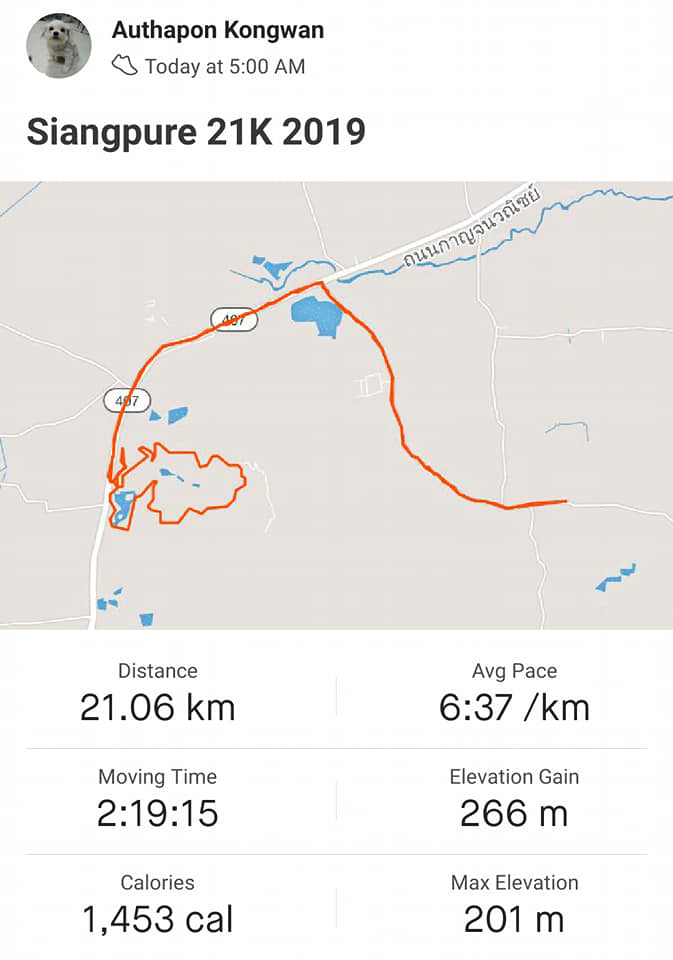 Authapon Kongwan
Today at 5:00 AM
Siangpure 21K 2019
ถนนกาญจนวณิชย์
407
407
Distance
Avg Pace
21.06 km
6:37 /km
Moving Time
Elevation Gain
2:19:15
266 m
Calories
Max Elevation
1,453 cal
201 m